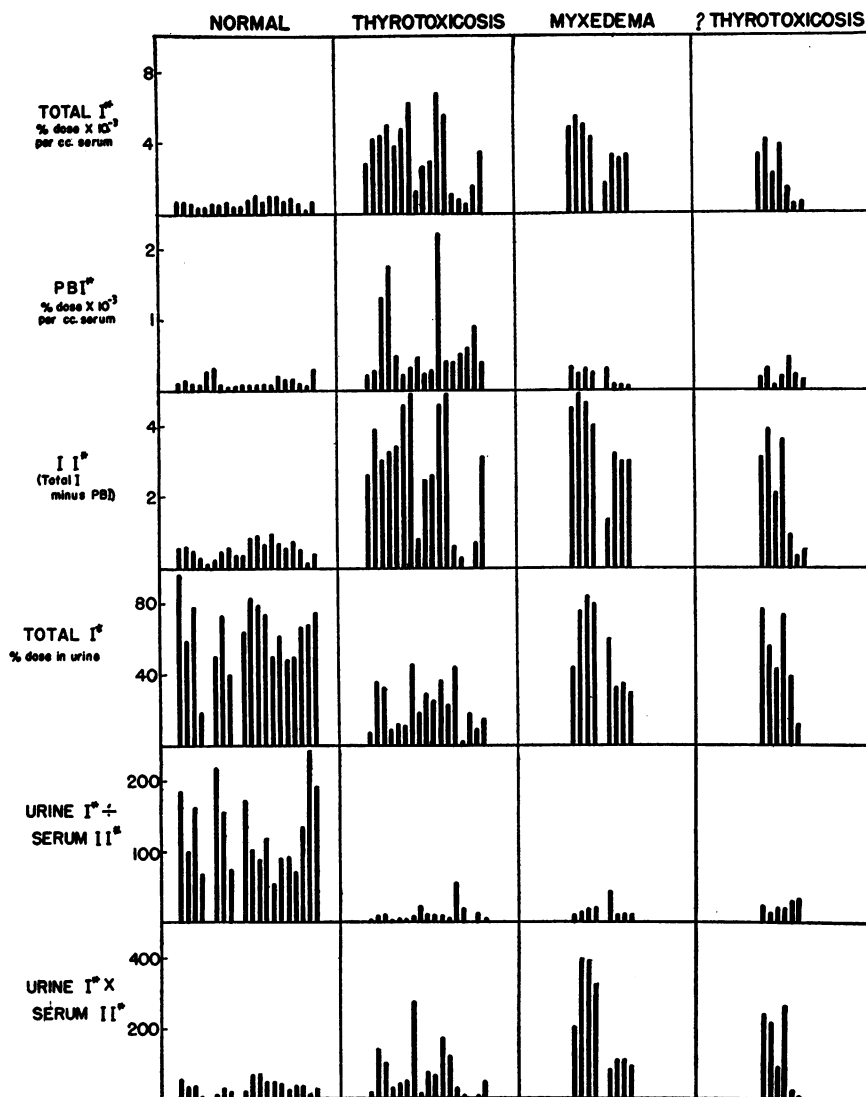 NORMAL THYROTOXICOSIS MYXEDEMA ? THYROTOXICOSIS
TOTAL I*
% dose X 10⁻³
per cc. serum
8
4
PBI*
% dose X 10⁻³
per cc. serum
2
1
II*
(Total I
minus PBI)
4
2
TOTAL I*
% dose in urine
80
40
URINE I* ÷
SERUM II*
200
100
URINE I* X
SERUM II*
400
200